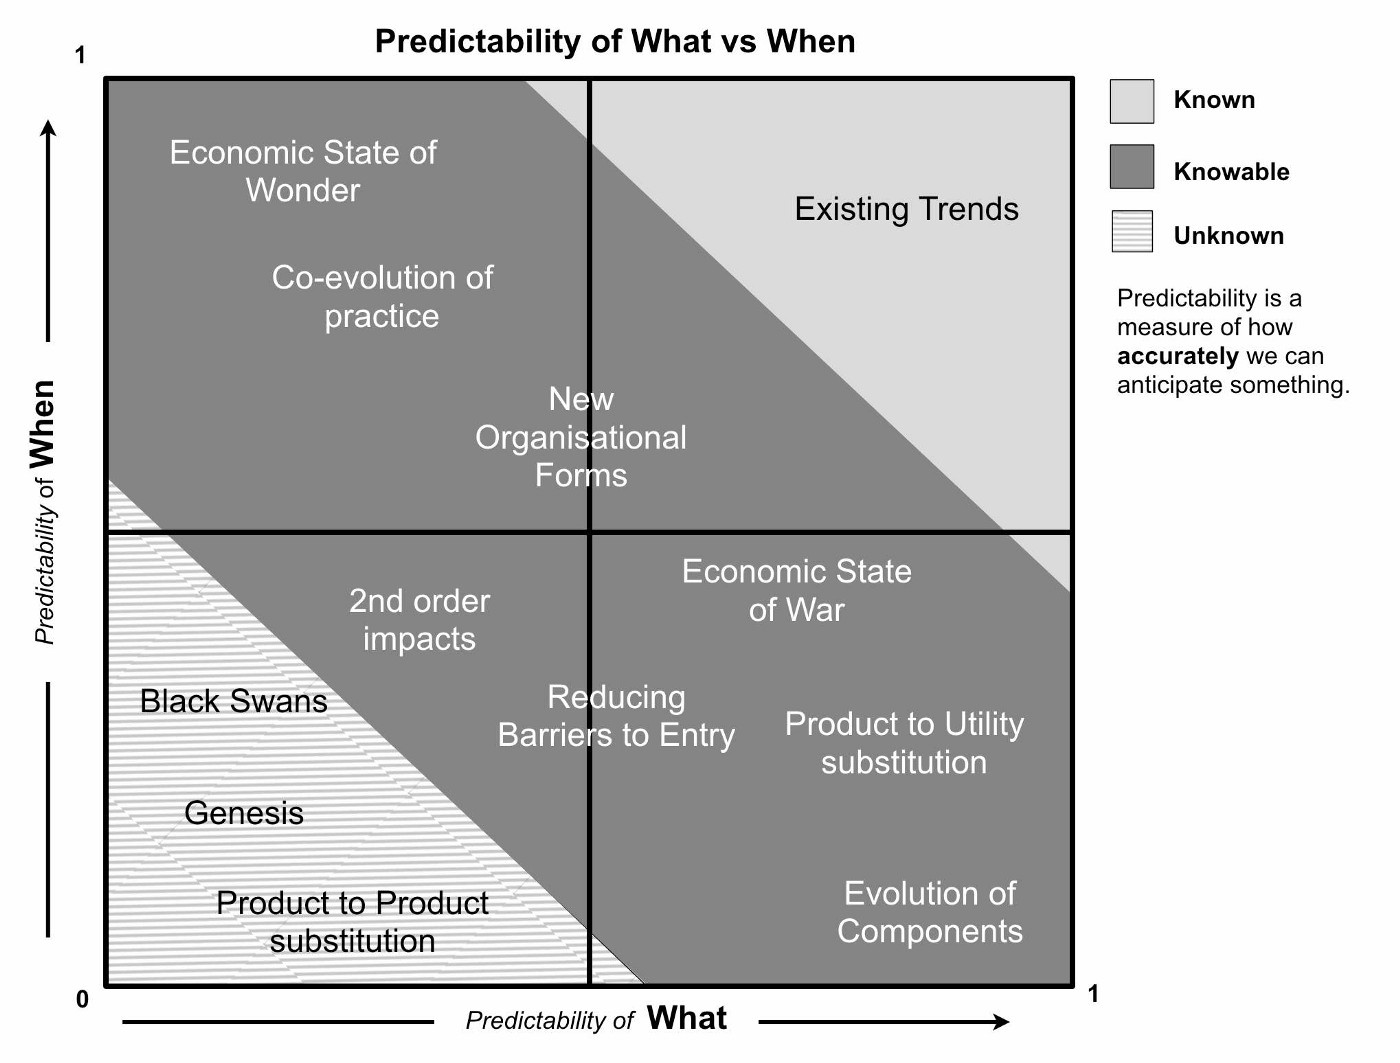 Predictability of What vs When
1
Economic State of
Wonder
Co-evolution of
practice
New
Organisational
Forms
Existing Trends
2nd order
impacts
Economic State
of War
Reducing
Barriers to Entry
Product to Utility
substitution
Black Swans
Genesis
Product to Product
substitution
Evolution of
Components
Predictability of When
0
Predictability of What
1
Known
Knowable
Unknown
Predictability is a
measure of how
accurately we can
anticipate something.